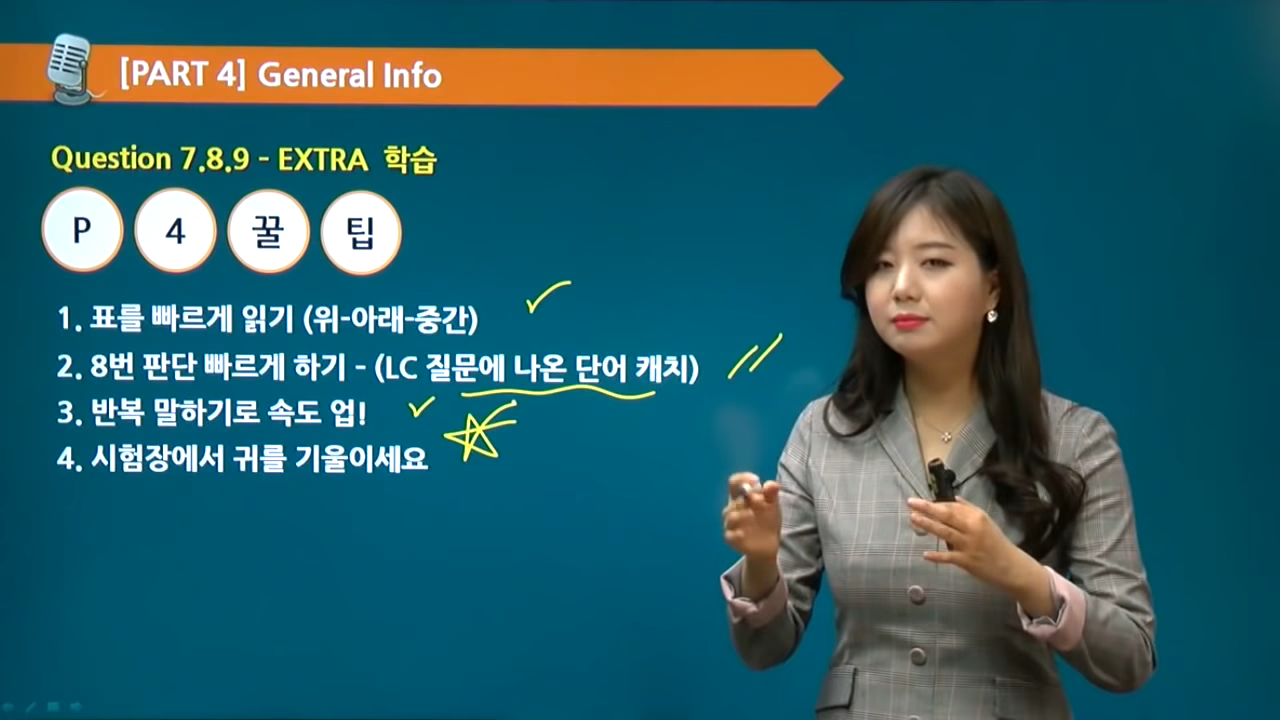 [PART 4] General Info
Question 7.8.9 - EXTRA 학습
P 4 꿀 팁
1. 표를 빠르게 읽기 (위-아래-중간)
2. 8번 판단 빠르게 하기 - (LC 질문에 나온 단어 캐치)
3. 반복 말하기로 속도 업!
4. 시험장에서 귀를 기울이세요